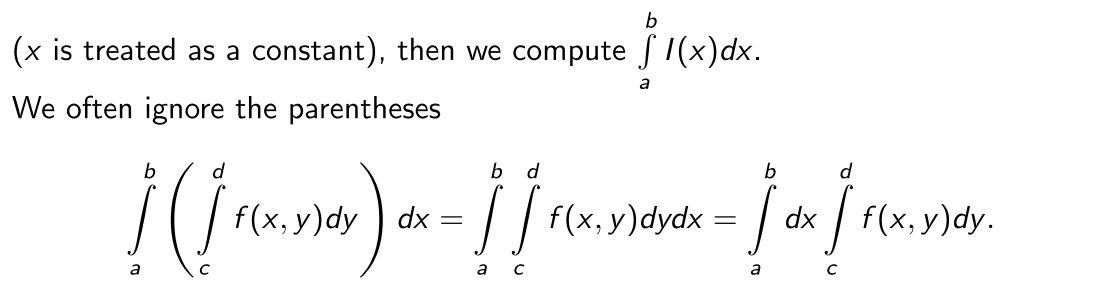 (x is treated as a constant), then we compute ∫_a^b I(x)dx.
We often ignore the parentheses
∫_a^b (∫_c^d f(x, y)dy) dx = ∫_a^b ∫_c^d f(x, y)dydx = ∫_a^b dx ∫_c^d f(x, y)dy.